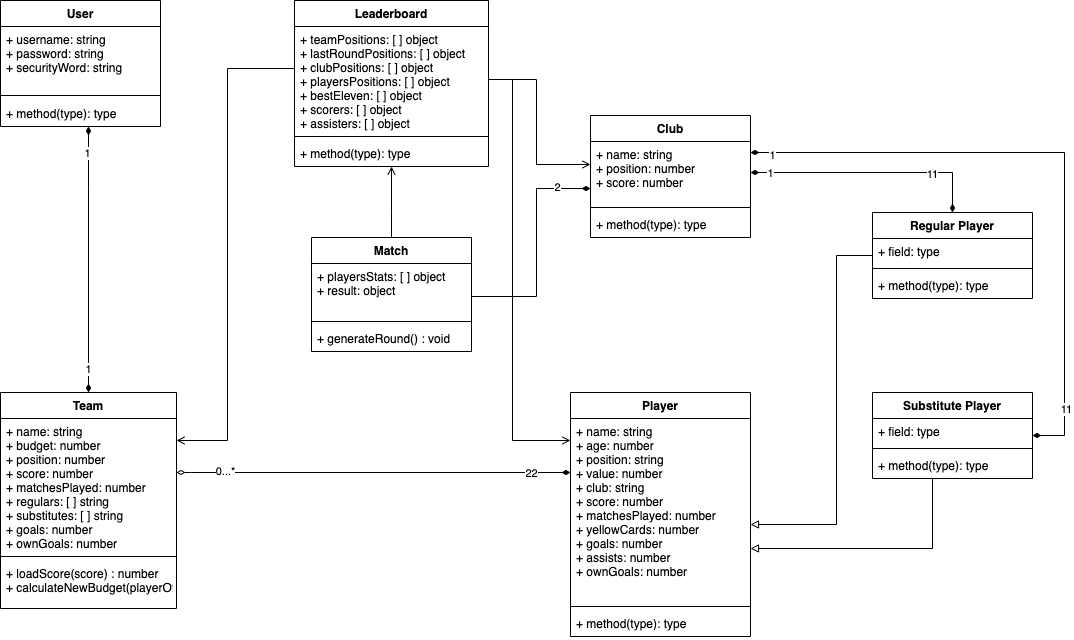 User
+ username: string
+ password: string
+ securityWord: string
+ method(type): type
Leaderboard
+ teamPositions: [ ] object
+ lastRoundPositions: [ ] object
+ clubPositions: [ ] object
+ playersPositions: [ ] object
+ bestEleven: [ ] object
+ scorers: [ ] object
+ assisters: [ ] object
+ method(type): type
Club
+ name: string
+ position: number
+ score: number
+ method(type): type
1
1
11
2
1
Regular Player
+ field: type
+ method(type): type
Match
+ playersStats: [ ] object
+ result: object
+ generateRound() : void
1
Team
+ name: string
+ budget: number
+ position: number
+ score: number
+ matchesPlayed: number
+ regulars: [ ] string
+ substitutes: [ ] string
+ goals: number
+ ownGoals: number
+ loadScore(score) : number
+ calculateNewBudget(playerO
0...*
22
Player
+ name: string
+ age: number
+ position: string
+ value: number
+ club: string
+ score: number
+ matchesPlayed: number
+ yellowCards: number
+ goals: number
+ assists: number
+ ownGoals: number
+ method(type): type
Substitute Player
+ field: type
+ method(type): type
11